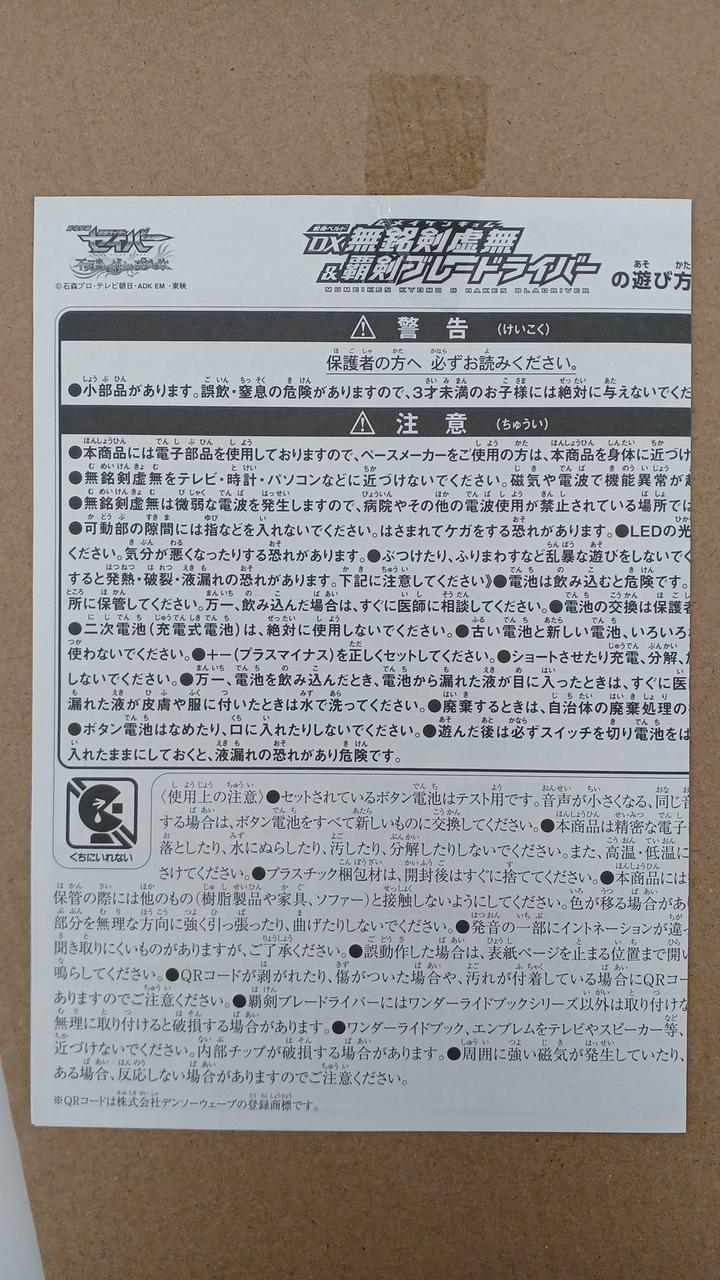 セイバー
©石森プロ・テレビ朝日・ADK EM・東映
変身ベルト
ムメイケンキョム
DX無銘剣虚無
&覇剣ブレードライバー
MUMEIKEN KYOMU & HAKEN BLADRIVER
の遊び方
警告（けいこく）
保護者の方へ 必ずお読みください。
●小部品があります。誤飲・窒息の危険がありますので、3才未満のお子様には絶対に与えないでくだ
注意（ちゅうい）
●本商品には電子部品を使用しておりますので、ペースメーカーをご使用の方は、本商品を身体に近づけ
●無銘剣虚無をテレビ・時計・パソコンなどに近づけないでください。磁気や電波で機能異常が
●無銘剣虚無は微弱な電波を発生しますので、病院やその他の電波使用が禁止されている場所では
●可動部の隙間には指などを入れないでください。はさまれてケガをする恐れがあります。●LEDの光
ください。気分が悪くなったりする恐れがあります。●ぶつけたり、ふりまわすなど乱暴な遊びをしないで
すると発熱・破裂・液漏れの恐れがあります。下記に注意してください》●電池は飲み込むと危険です。
所に保管してください。万一、飲み込んだ場合は、すぐに医師に相談してください。●電池の交換は保護者
●二次電池（充電式電池）は、絶対に使用しないでください。●古い電池と新しい電池、いろいろ
使わないでください。●＋－（プラスマイナス）を正しくセットしてください。●ショートさせたり充電、分解、
しないでください。●万一、電池を飲み込んだとき、電池から漏れた液が目に入ったときは、すぐに医
漏れた液が皮膚や服に付いたときは水で洗ってください。●廃棄するときは、自治体の廃棄処理の
●ボタン電池はなめたり、口に入れたりしないでください。●遊んだ後は必ずスイッチを切り電池をは
入れたままにしておくと、液漏れの恐れがあり危険です。
くちにいれない
〈使用上の注意〉●セットされているボタン電池はテスト用です。音声が小さくなる、同じ音
する場合は、ボタン電池をすべて新しいものに交換してください。●本商品は精密な電子
落としたり、水にぬらしたり、汚したり、分解したりしないでください。また、高温・低温に
さけてください。●プラスチック梱包材は、開封後はすぐに捨ててください。●本商品には
保管の際には他のもの（樹脂製品や家具、ソファー）と接触しないようにしてください。色が移る場合があ
部分を無理な方向に強く引っ張ったり、曲げたりしないでください。●発音の一部にイントネーションが違
聞き取りにくいものがありますが、ご了承ください。●誤動作した場合は、表紙ページを止まる位置まで開い
鳴らしてください。●QRコードが剥がれたり、傷がついた場合や、汚れが付着している場合にQRコー
ありますのでご注意ください。●覇剣ブレードライバーにはワンダーライドブックシリーズ以外は取り付けな
無理に取り付けると破損する場合があります。●ワンダーライドブック、エンブレムをテレビやスピーカー等、
近づけないでください。内部チップが破損する場合があります。●周囲に強い磁気が発生していたり、
ある場合、反応しない場合がありますのでご注意ください。
※QRコードは株式会社デンソーウェーブの登録商標です。